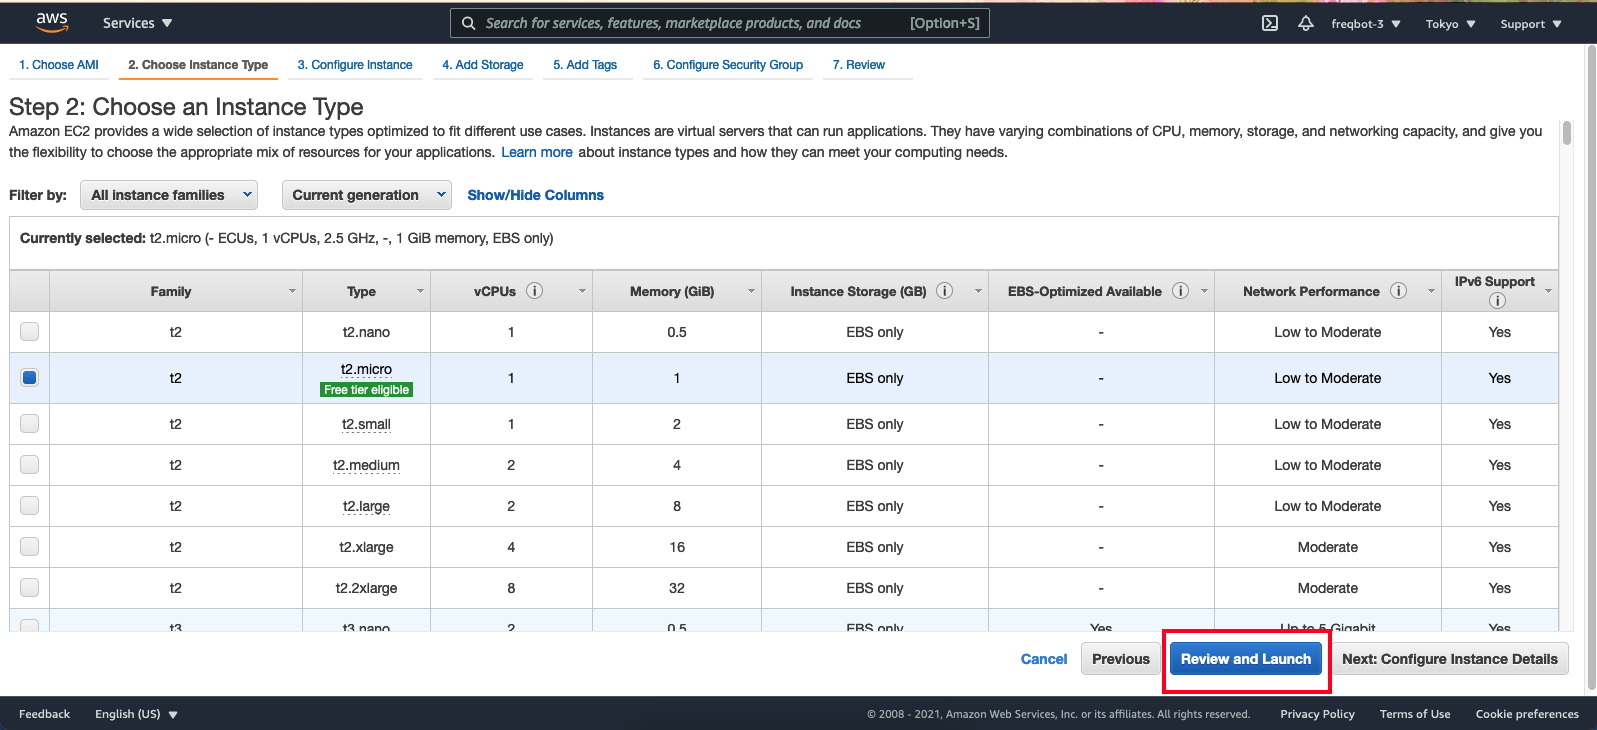 aws Services Search for services, features, marketplace products, and docs [Option+S] freqbot-3 Tokyo Support
1. Choose AMI 2. Choose Instance Type 3. Configure Instance 4. Add Storage 5. Add Tags 6. Configure Security Group 7. Review
Step 2: Choose an Instance Type
Amazon EC2 provides a wide selection of instance types optimized to fit different use cases. Instances are virtual servers that can run applications. They have varying combinations of CPU, memory, storage, and networking capacity, and give you
the flexibility to choose the appropriate mix of resources for your applications. Learn more about instance types and how they can meet your computing needs.
Filter by: All instance families Current generation Show/Hide Columns
Currently selected: t2.micro (- ECUs, 1 vCPUs, 2.5 GHz, -, 1 GiB memory, EBS only)
Family Type vCPUs i Memory (GiB) Instance Storage (GB) i EBS-Optimized Available i Network Performance i IPv6 Support i
t2 t2.nano 1 0.5 EBS only - Low to Moderate Yes
t2 t2.micro 1 1 EBS only - Low to Moderate Yes
Free tier eligible
t2 t2.small 1 2 EBS only - Low to Moderate Yes
t2 t2.medium 2 4 EBS only - Low to Moderate Yes
t2 t2.large 2 8 EBS only - Low to Moderate Yes
t2 t2.xlarge 4 16 EBS only - Moderate Yes
t2 t2.2xlarge 8 32 EBS only - Moderate Yes
t3 t3.nano 2 0.5 EBS only Yes Up to 5 Gigabit Yes
Cancel Previous Review and Launch Next: Configure Instance Details
Feedback English (US) © 2008 - 2021, Amazon Web Services, Inc. or its affiliates. All rights reserved. Privacy Policy Terms of Use Cookie preferences